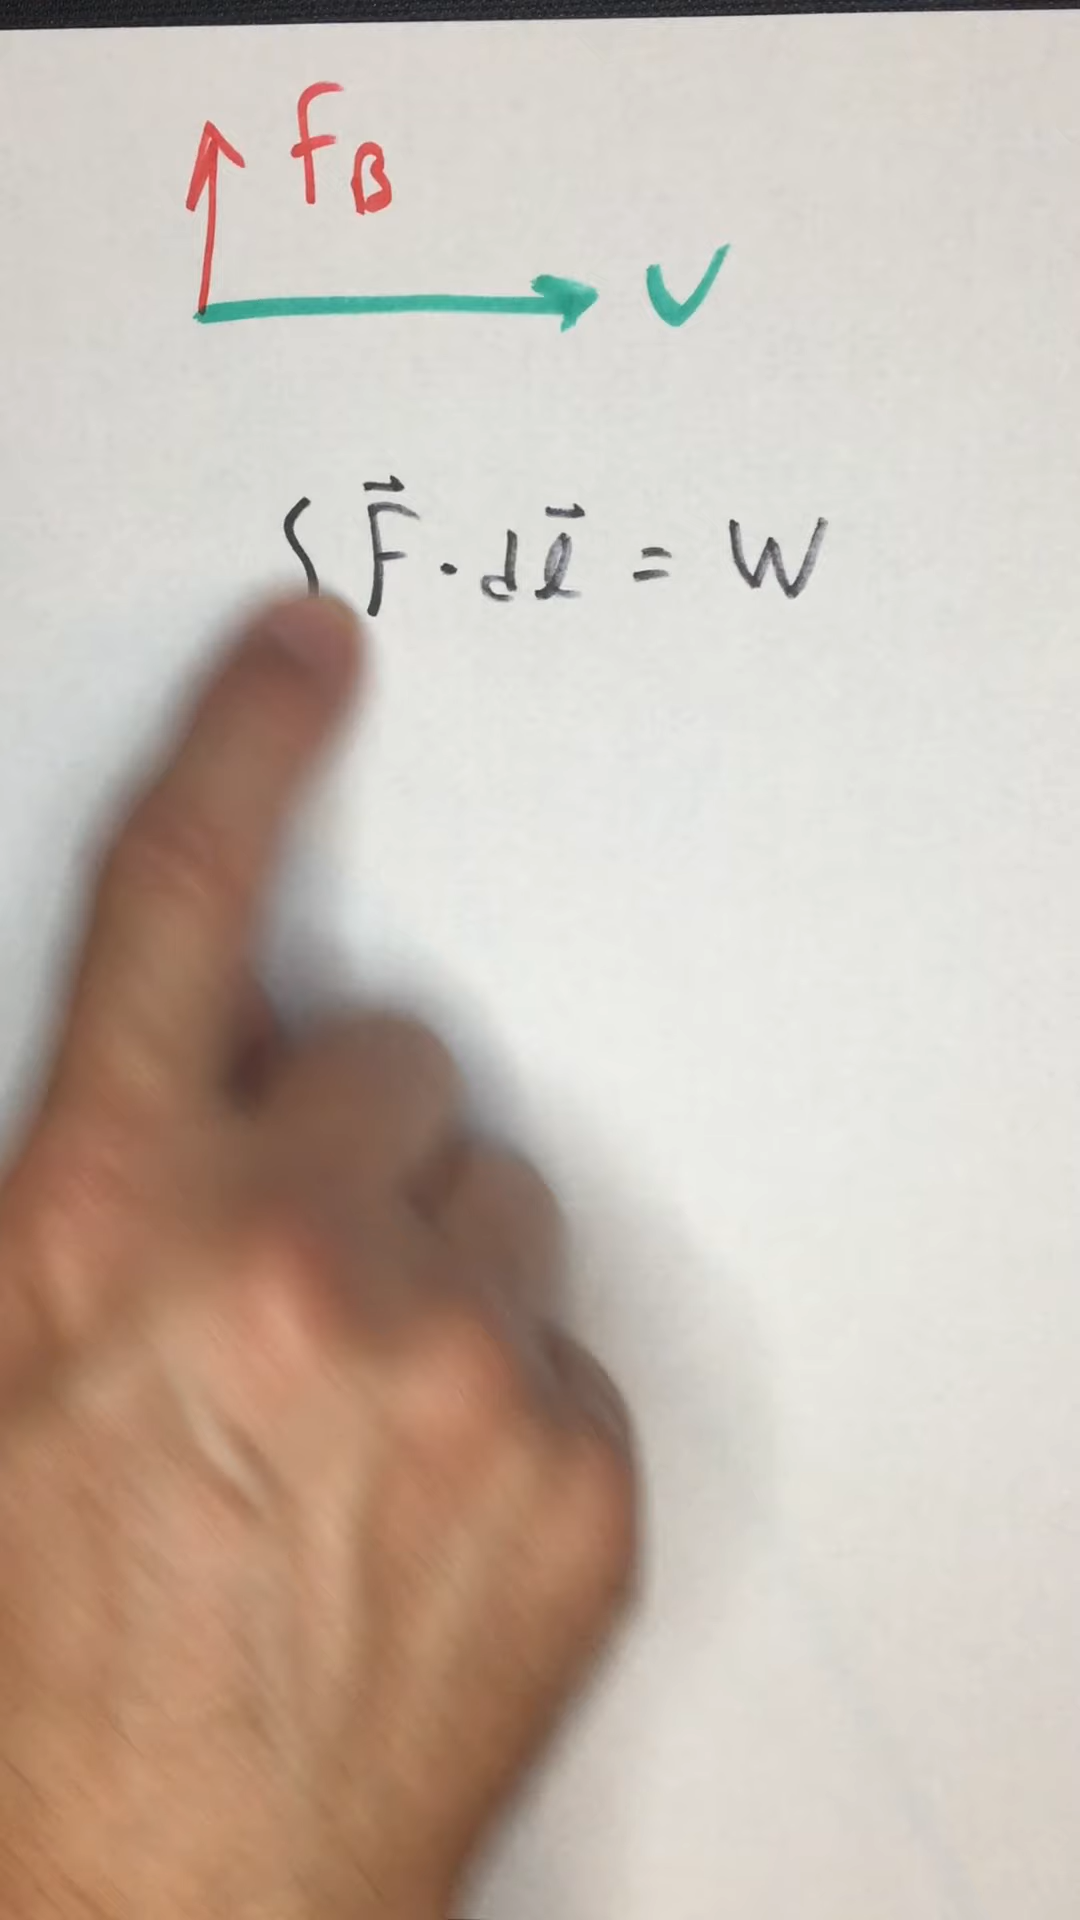 F_B
V
∫ F⃗ · dℓ⃗ = W